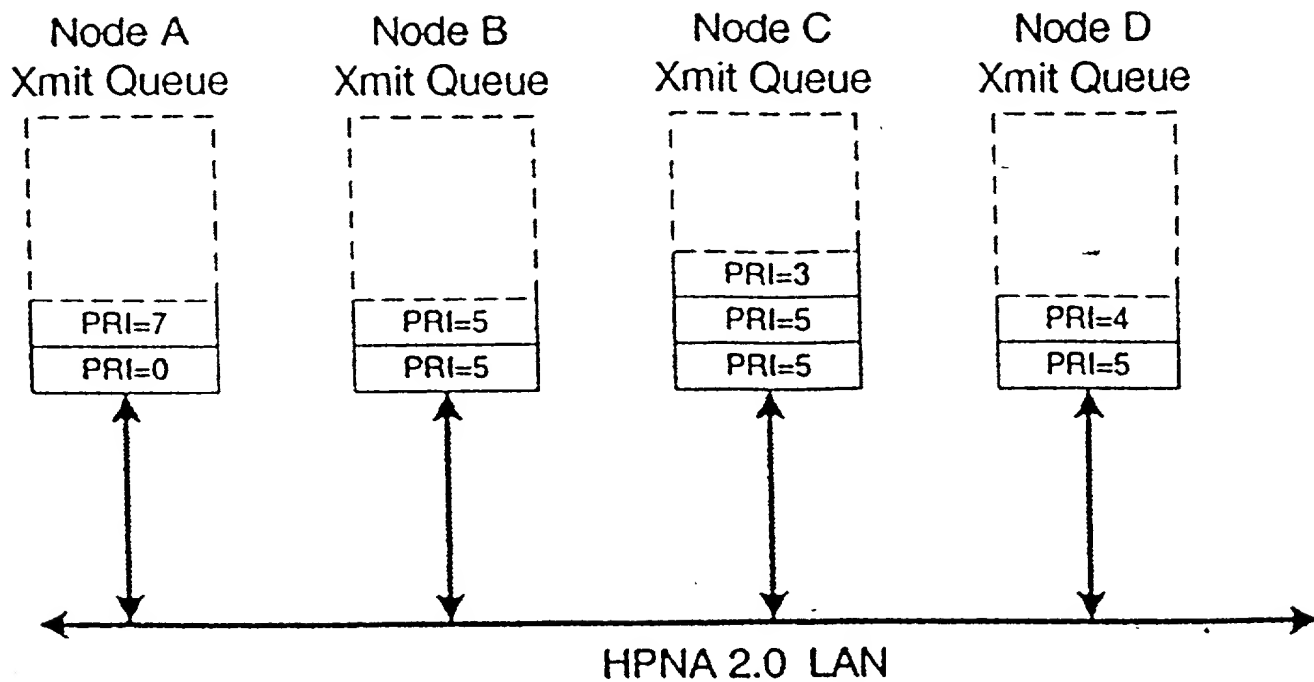 Node A
Xmit Queue
Node B
Xmit Queue
Node C
Xmit Queue
Node D
Xmit Queue
PRI=7
PRI=0
PRI=5
PRI=5
PRI=3
PRI=5
PRI=5
PRI=4
PRI=5
HPNA 2.0 LAN